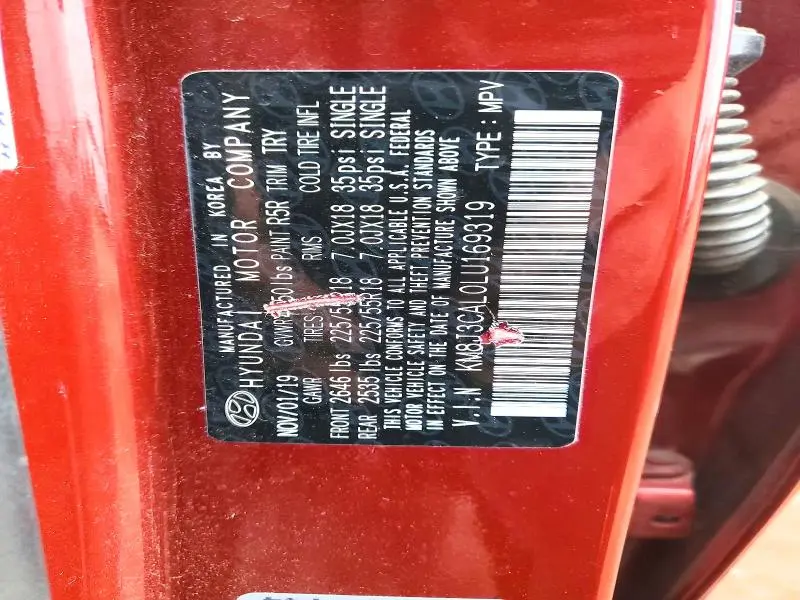 MANUFACTURED IN KOREA BY
HYUNDAI MOTOR COMPANY
NOV/01/19 GVWR 50 lbs PAINT R5R TRIM TRY
GAWR TIRES RIMS COLD TIRE INFL
FRONT 2646 lbs 225/55R18 7.0JX18 35psi SINGLE
REAR 2535 lbs 225/55R18 7.0JX18 35psi SINGLE
THIS VEHICLE CONFORMS TO ALL APPLICABLE U.S.A. FEDERAL
MOTOR VEHICLE SAFETY AND THEFT PREVENTION STANDARDS
IN EFFECT ON THE DATE OF MANUFACTURE SHOWN ABOVE
V.I.N KM8J3CAL0LU169319 TYPE: MPV